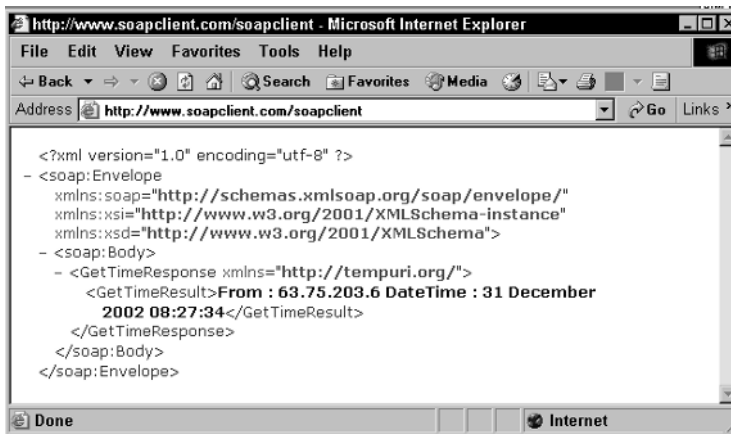 http://www.soapclient.com/soapclient - Microsoft Internet Explorer
File Edit View Favorites Tools Help
Back Search Favorites Media
Address http://www.soapclient.com/soapclient Go Links »
<?xml version="1.0" encoding="utf-8" ?>
- <soap:Envelope
xmlns:soap="http://schemas.xmlsoap.org/soap/envelope/"
xmlns:xsi="http://www.w3.org/2001/XMLSchema-instance"
xmlns:xsd="http://www.w3.org/2001/XMLSchema">
- <soap:Body>
- <GetTimeResponse xmlns="http://tempuri.org/">
<GetTimeResult>From : 63.75.203.6 DateTime : 31 December
2002 08:27:34</GetTimeResult>
</GetTimeResponse>
</soap:Body>
</soap:Envelope>
Done Internet